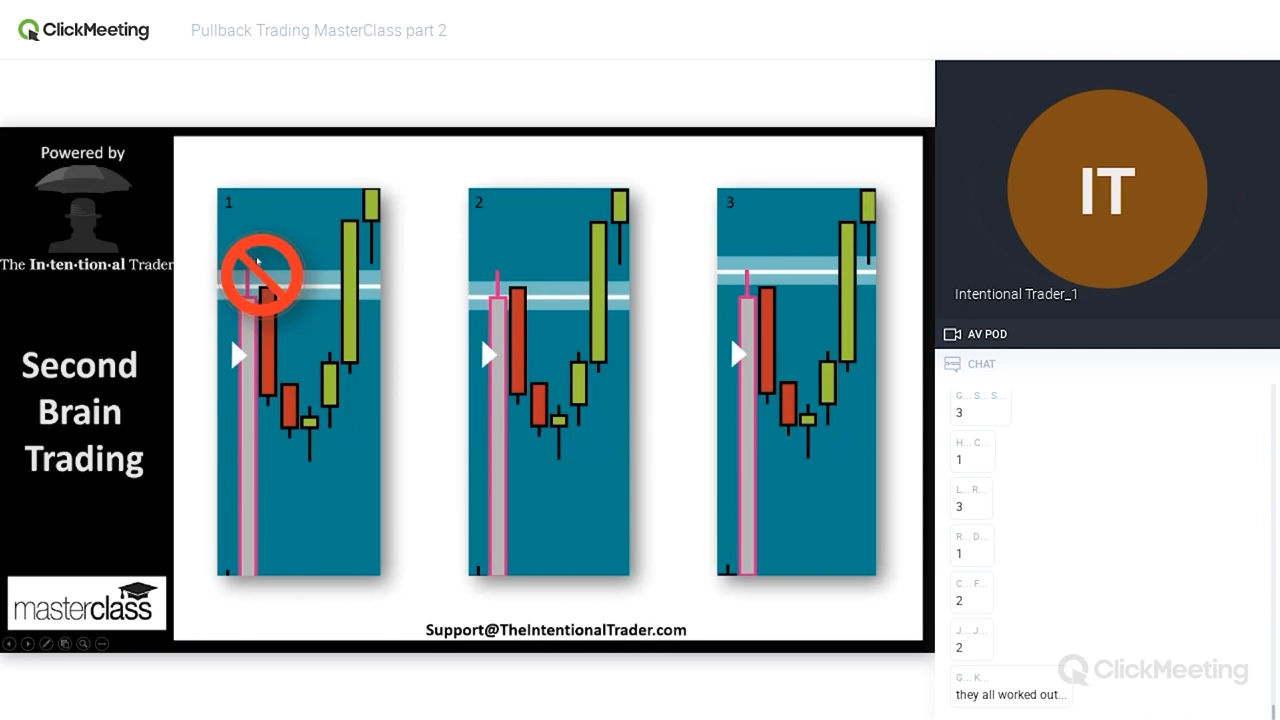 ClickMeeting
Pullback Trading MasterClass part 2
Powered by
The In·ten·tion·al Trader
Second
Brain
Trading
masterclass
1
2
3
Support@TheIntentionalTrader.com
IT
Intentional Trader_1
AV POD
CHAT
G... S... S...
3
H... C...
1
L... R...
3
R... D...
1
C... F...
2
J... J...
2
G... K...
they all worked out...
ClickMeeting